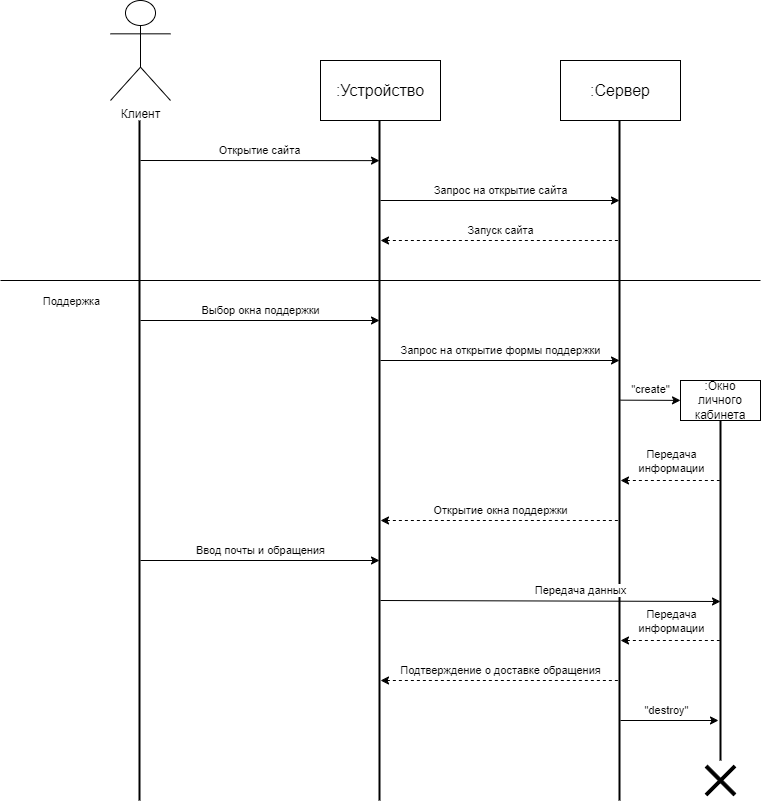 Клиент
:Устройство
:Сервер
Открытие сайта
Запрос на открытие сайта
Запуск сайта
Поддержка
Выбор окна поддержки
Запрос на открытие формы поддержки
"create"
:Окно
личного
кабинета
Передача
информации
Открытие окна поддержки
Ввод почты и обращения
Передача данных
Передача
информации
Подтверждение о доставке обращения
"destroy"